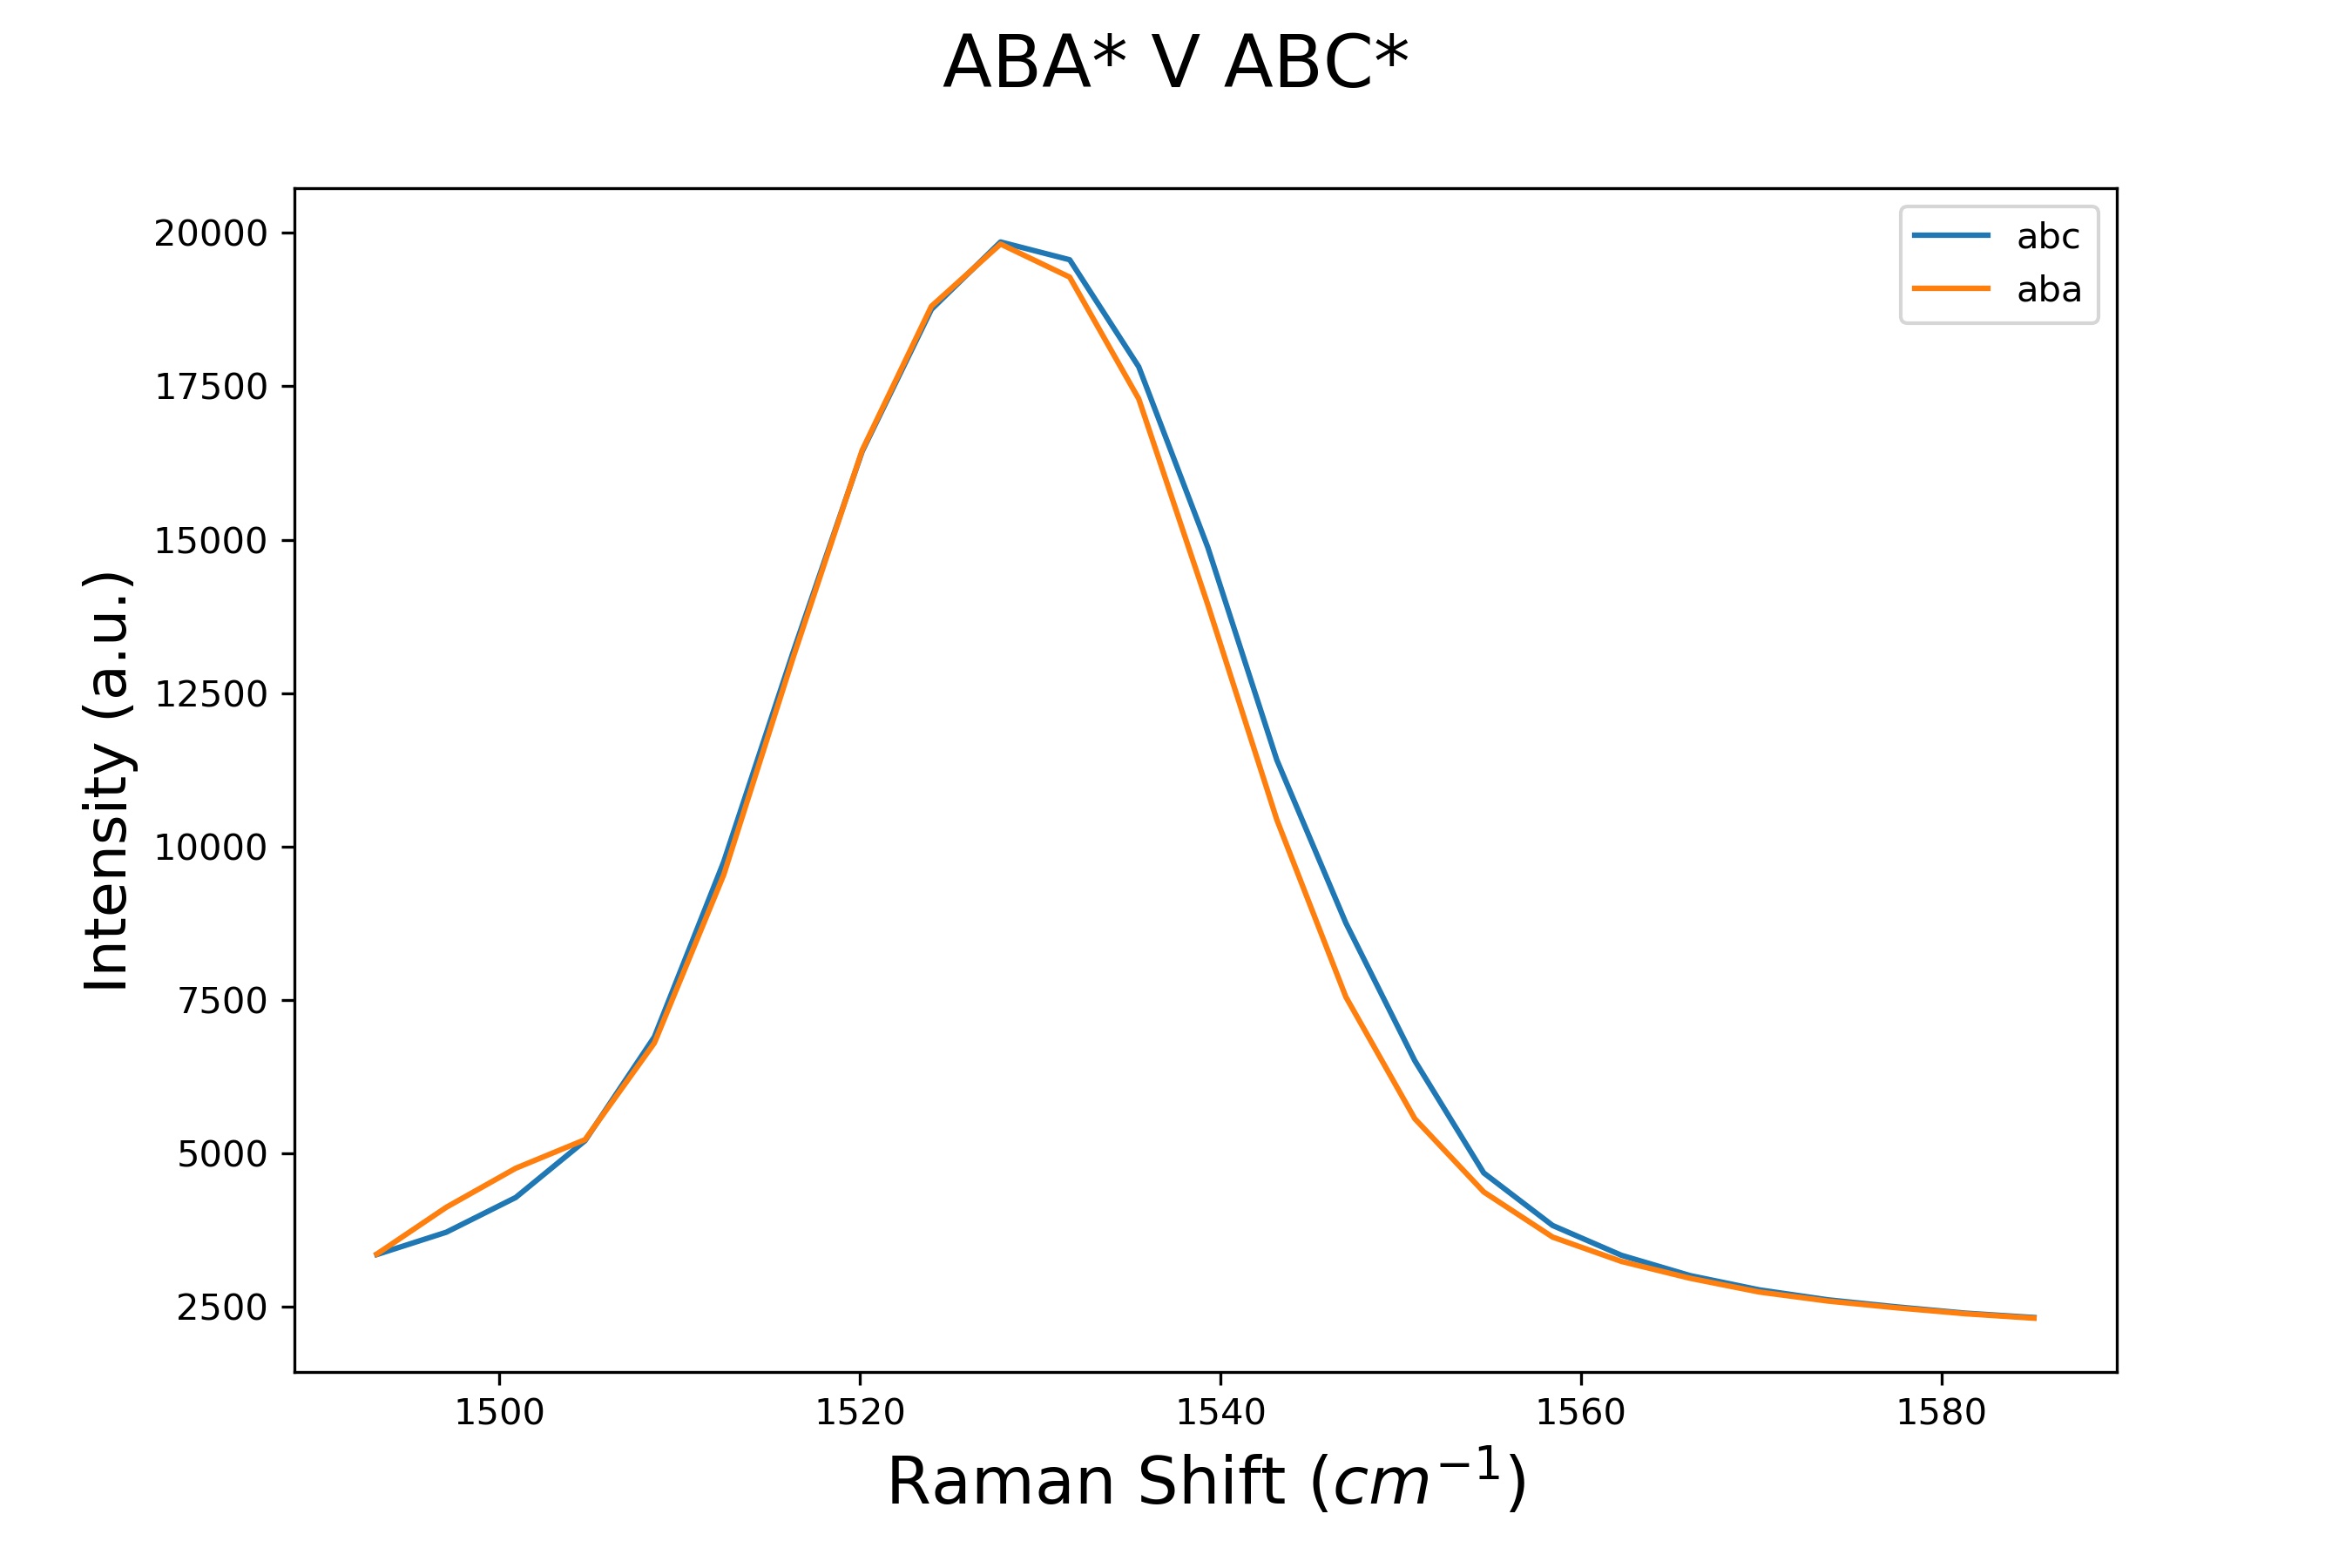 ABA* V ABC*
abc
aba
Intensity (a.u.)
20000
17500
15000
12500
10000
7500
5000
2500
1500 1520 1540 1560 1580
Raman Shift (cm⁻¹)